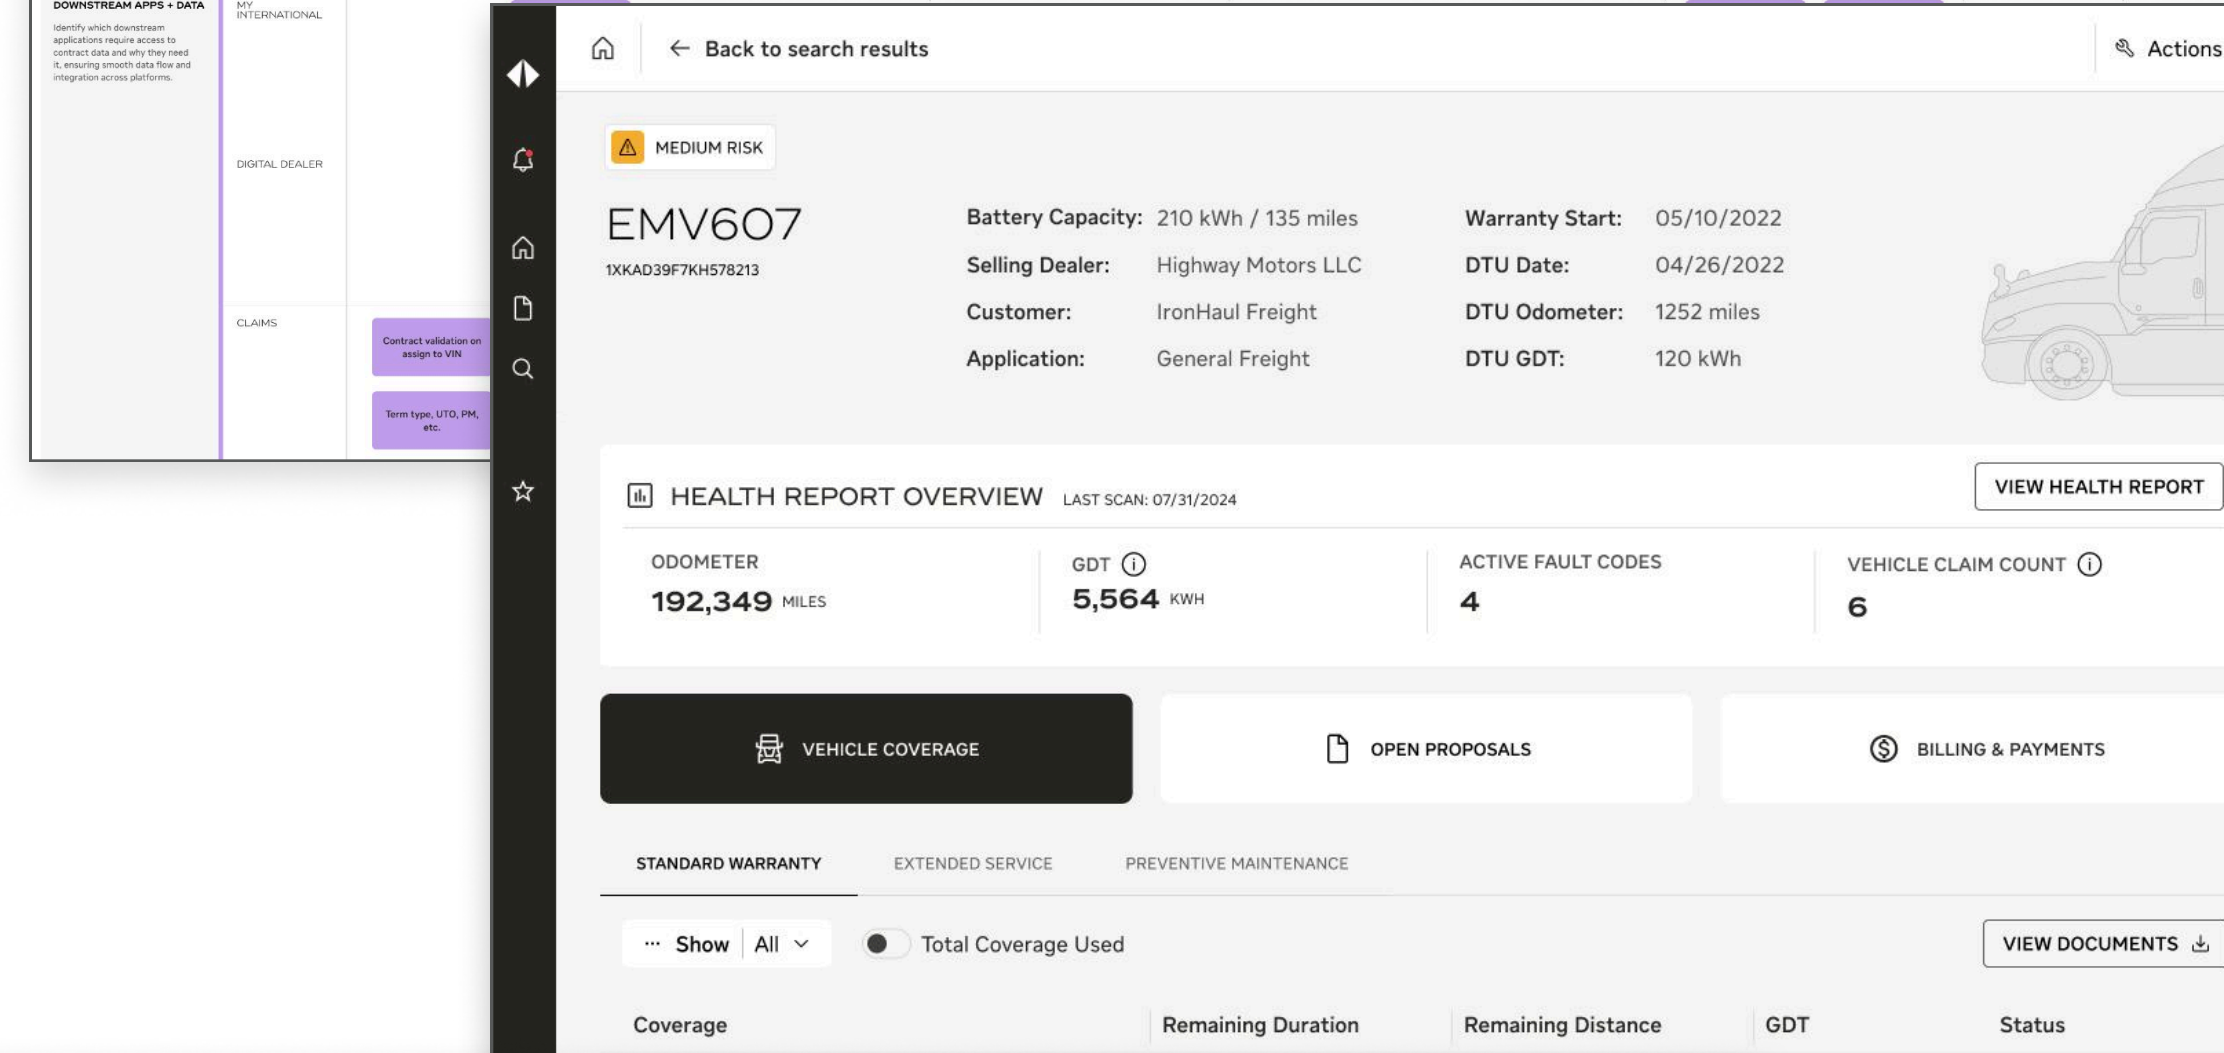 DOWNSTREAM APPS + DATA
Identify which downstream
applications require access to
contract data and why they need
it, ensuring smooth data flow and
integration across platforms.
MY
INTERNATIONAL
DIGITAL DEALER
CLAIMS
Contract validation on
assign to VIN
Term type, UTO, PM,
etc.
Back to search results
Actions
MEDIUM RISK
EMV607
1XKAD39F7KH578213
Battery Capacity: 210 kWh / 135 miles
Selling Dealer: Highway Motors LLC
Customer: IronHaul Freight
Application: General Freight
Warranty Start: 05/10/2022
DTU Date: 04/26/2022
DTU Odometer: 1252 miles
DTU GDT: 120 kWh
HEALTH REPORT OVERVIEW LAST SCAN: 07/31/2024
VIEW HEALTH REPORT
ODOMETER
192,349 MILES
GDT
5,564 KWH
ACTIVE FAULT CODES
4
VEHICLE CLAIM COUNT
6
VEHICLE COVERAGE
OPEN PROPOSALS
BILLING & PAYMENTS
STANDARD WARRANTY EXTENDED SERVICE PREVENTIVE MAINTENANCE
Show All
Total Coverage Used
VIEW DOCUMENTS
Coverage Remaining Duration Remaining Distance GDT Status